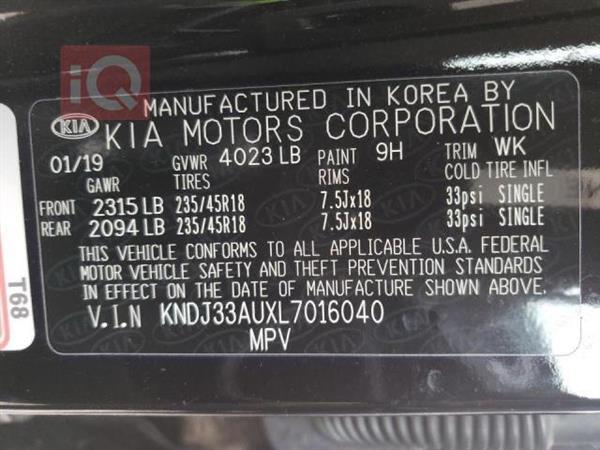 iQ
MANUFACTURED IN KOREA BY
KIA KIA MOTORS CORPORATION
01/19 GVWR 4023 LB PAINT 9H TRIM WK
GAWR TIRES RIMS COLD TIRE INFL
FRONT 2315 LB 235/45R18 7.5Jx18 33psi SINGLE
REAR 2094 LB 235/45R18 7.5Jx18 33psi SINGLE
THIS VEHICLE CONFORMS TO ALL APPLICABLE U.S.A. FEDERAL
MOTOR VEHICLE SAFETY AND THEFT PREVENTION STANDARDS
IN EFFECT ON THE DATE OF MANUFACTURE SHOWN ABOVE.
V.I.N KNDJ33AUXL7016040
MPV
T68